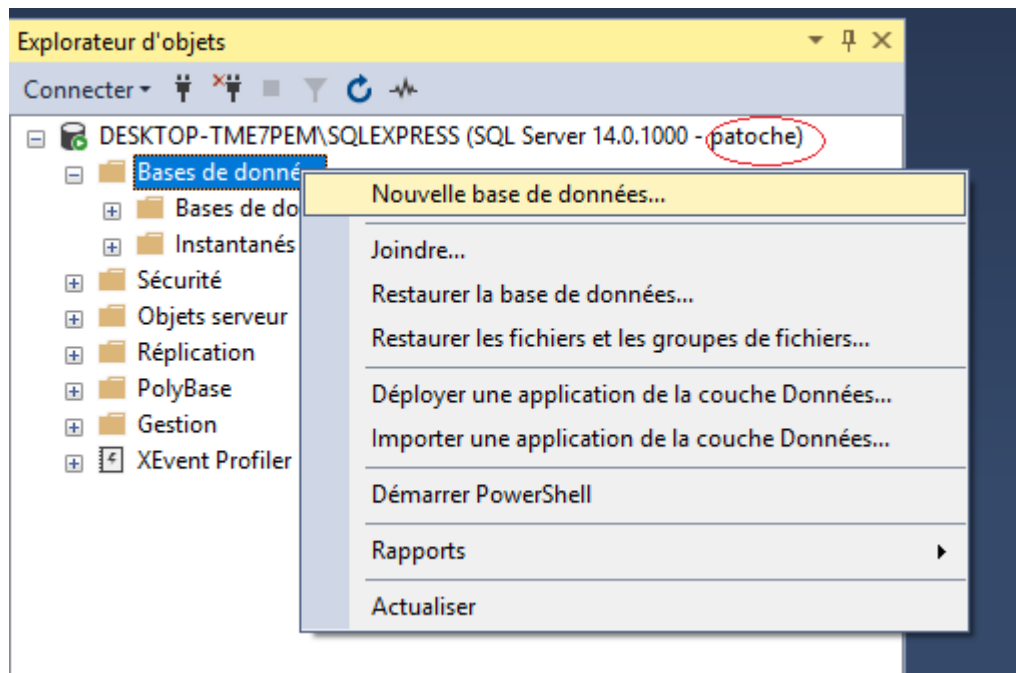 Explorateur d'objets
Connecter
DESKTOP-TME7PEM\SQLEXPRESS (SQL Server 14.0.1000 - patoche)
Bases de donné
Bases de do
Instantanés
Sécurité
Objets serveur
Réplication
PolyBase
Gestion
XEvent Profiler
Nouvelle base de données...
Joindre...
Restaurer la base de données...
Restaurer les fichiers et les groupes de fichiers...
Déployer une application de la couche Données...
Importer une application de la couche Données...
Démarrer PowerShell
Rapports
Actualiser